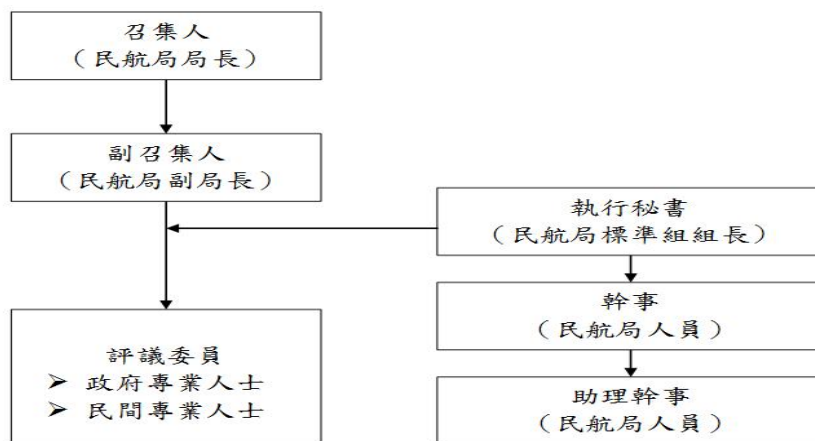 召集人
（民航局局長）
副召集人
（民航局副局長）
執行秘書
（民航局標準組組長）
幹事
（民航局人員）
評議委員
➢ 政府專業人士
➢ 民間專業人士
助理幹事
（民航局人員）